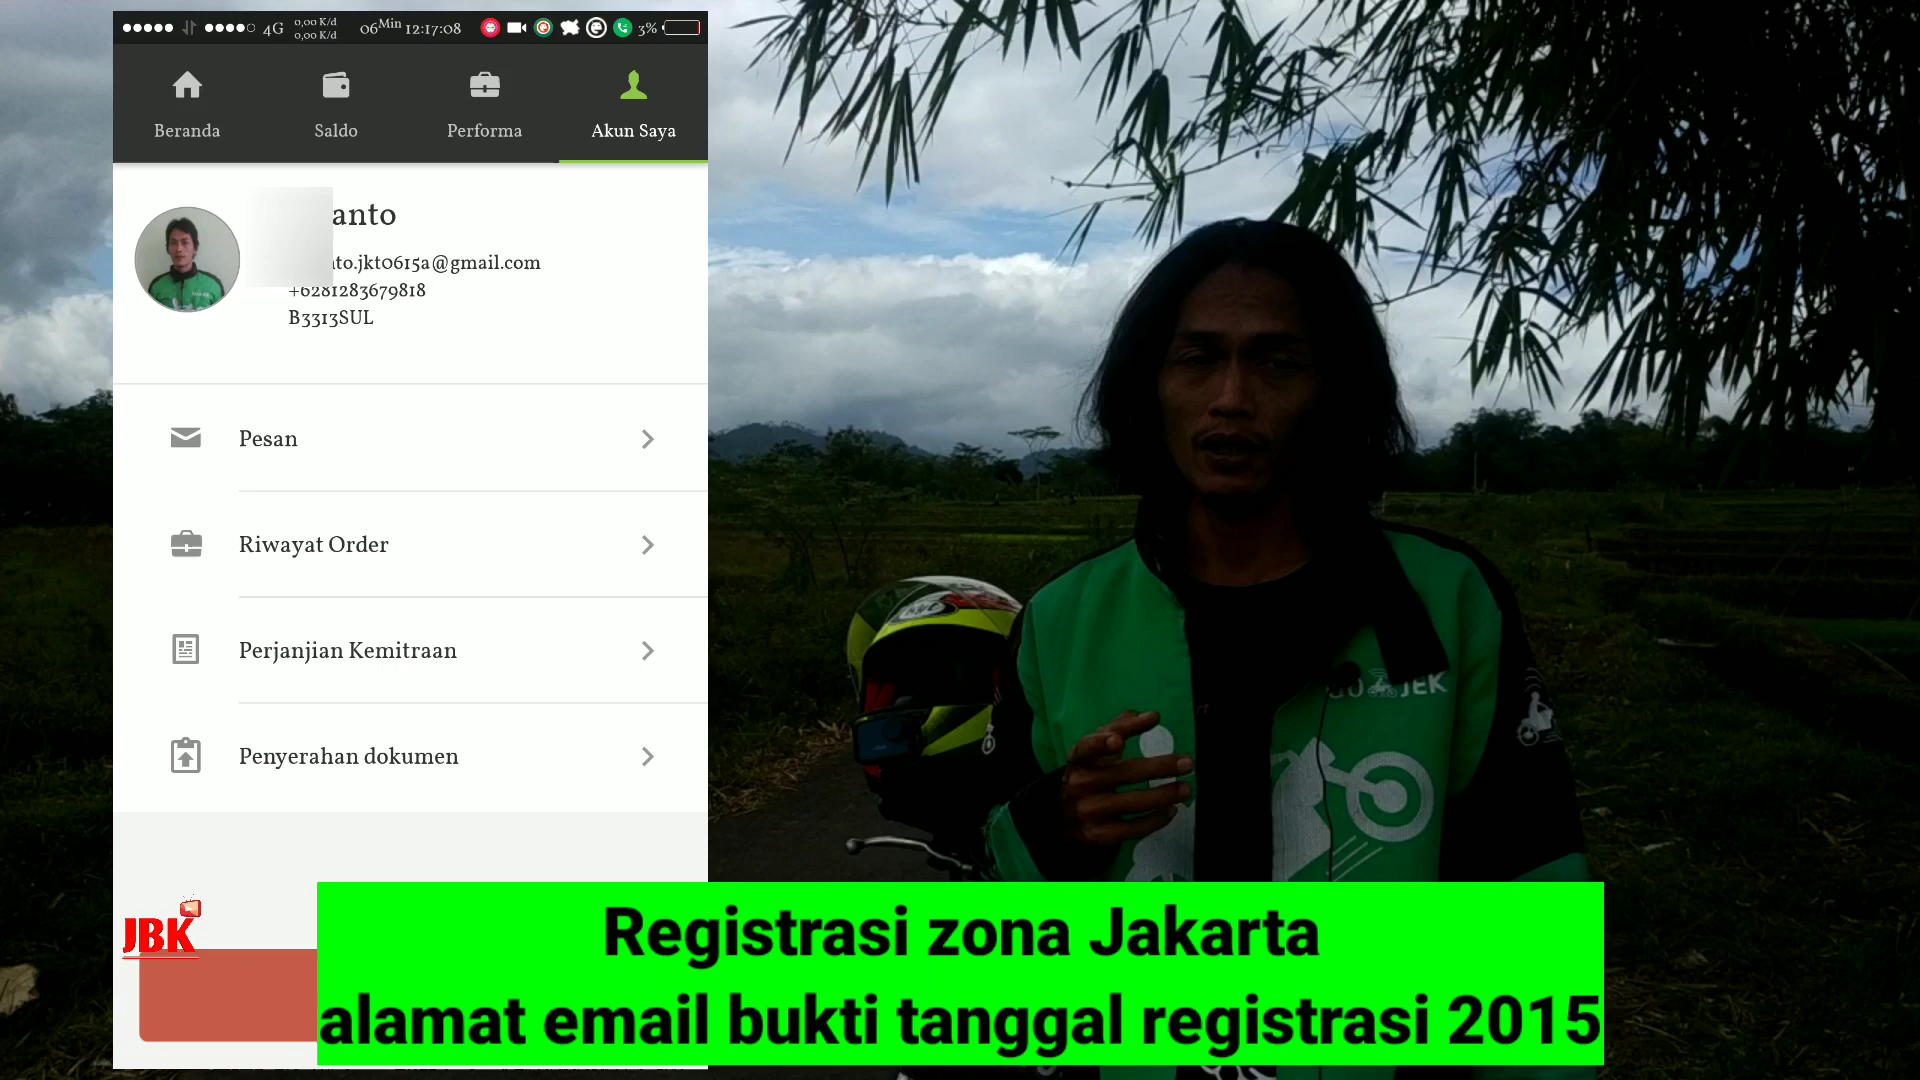 4G
0,00 K/d
0,00 K/d
06Min 12:17:08
3%
Beranda
Saldo
Performa
Akun Saya
anto
nto.jkt0615a@gmail.com
+6281283679818
B3313SUL
Pesan
Riwayat Order
Perjanjian Kemitraan
Penyerahan dokumen
JBK
GO JEK
Registrasi zona Jakarta
alamat email bukti tanggal registrasi 2015